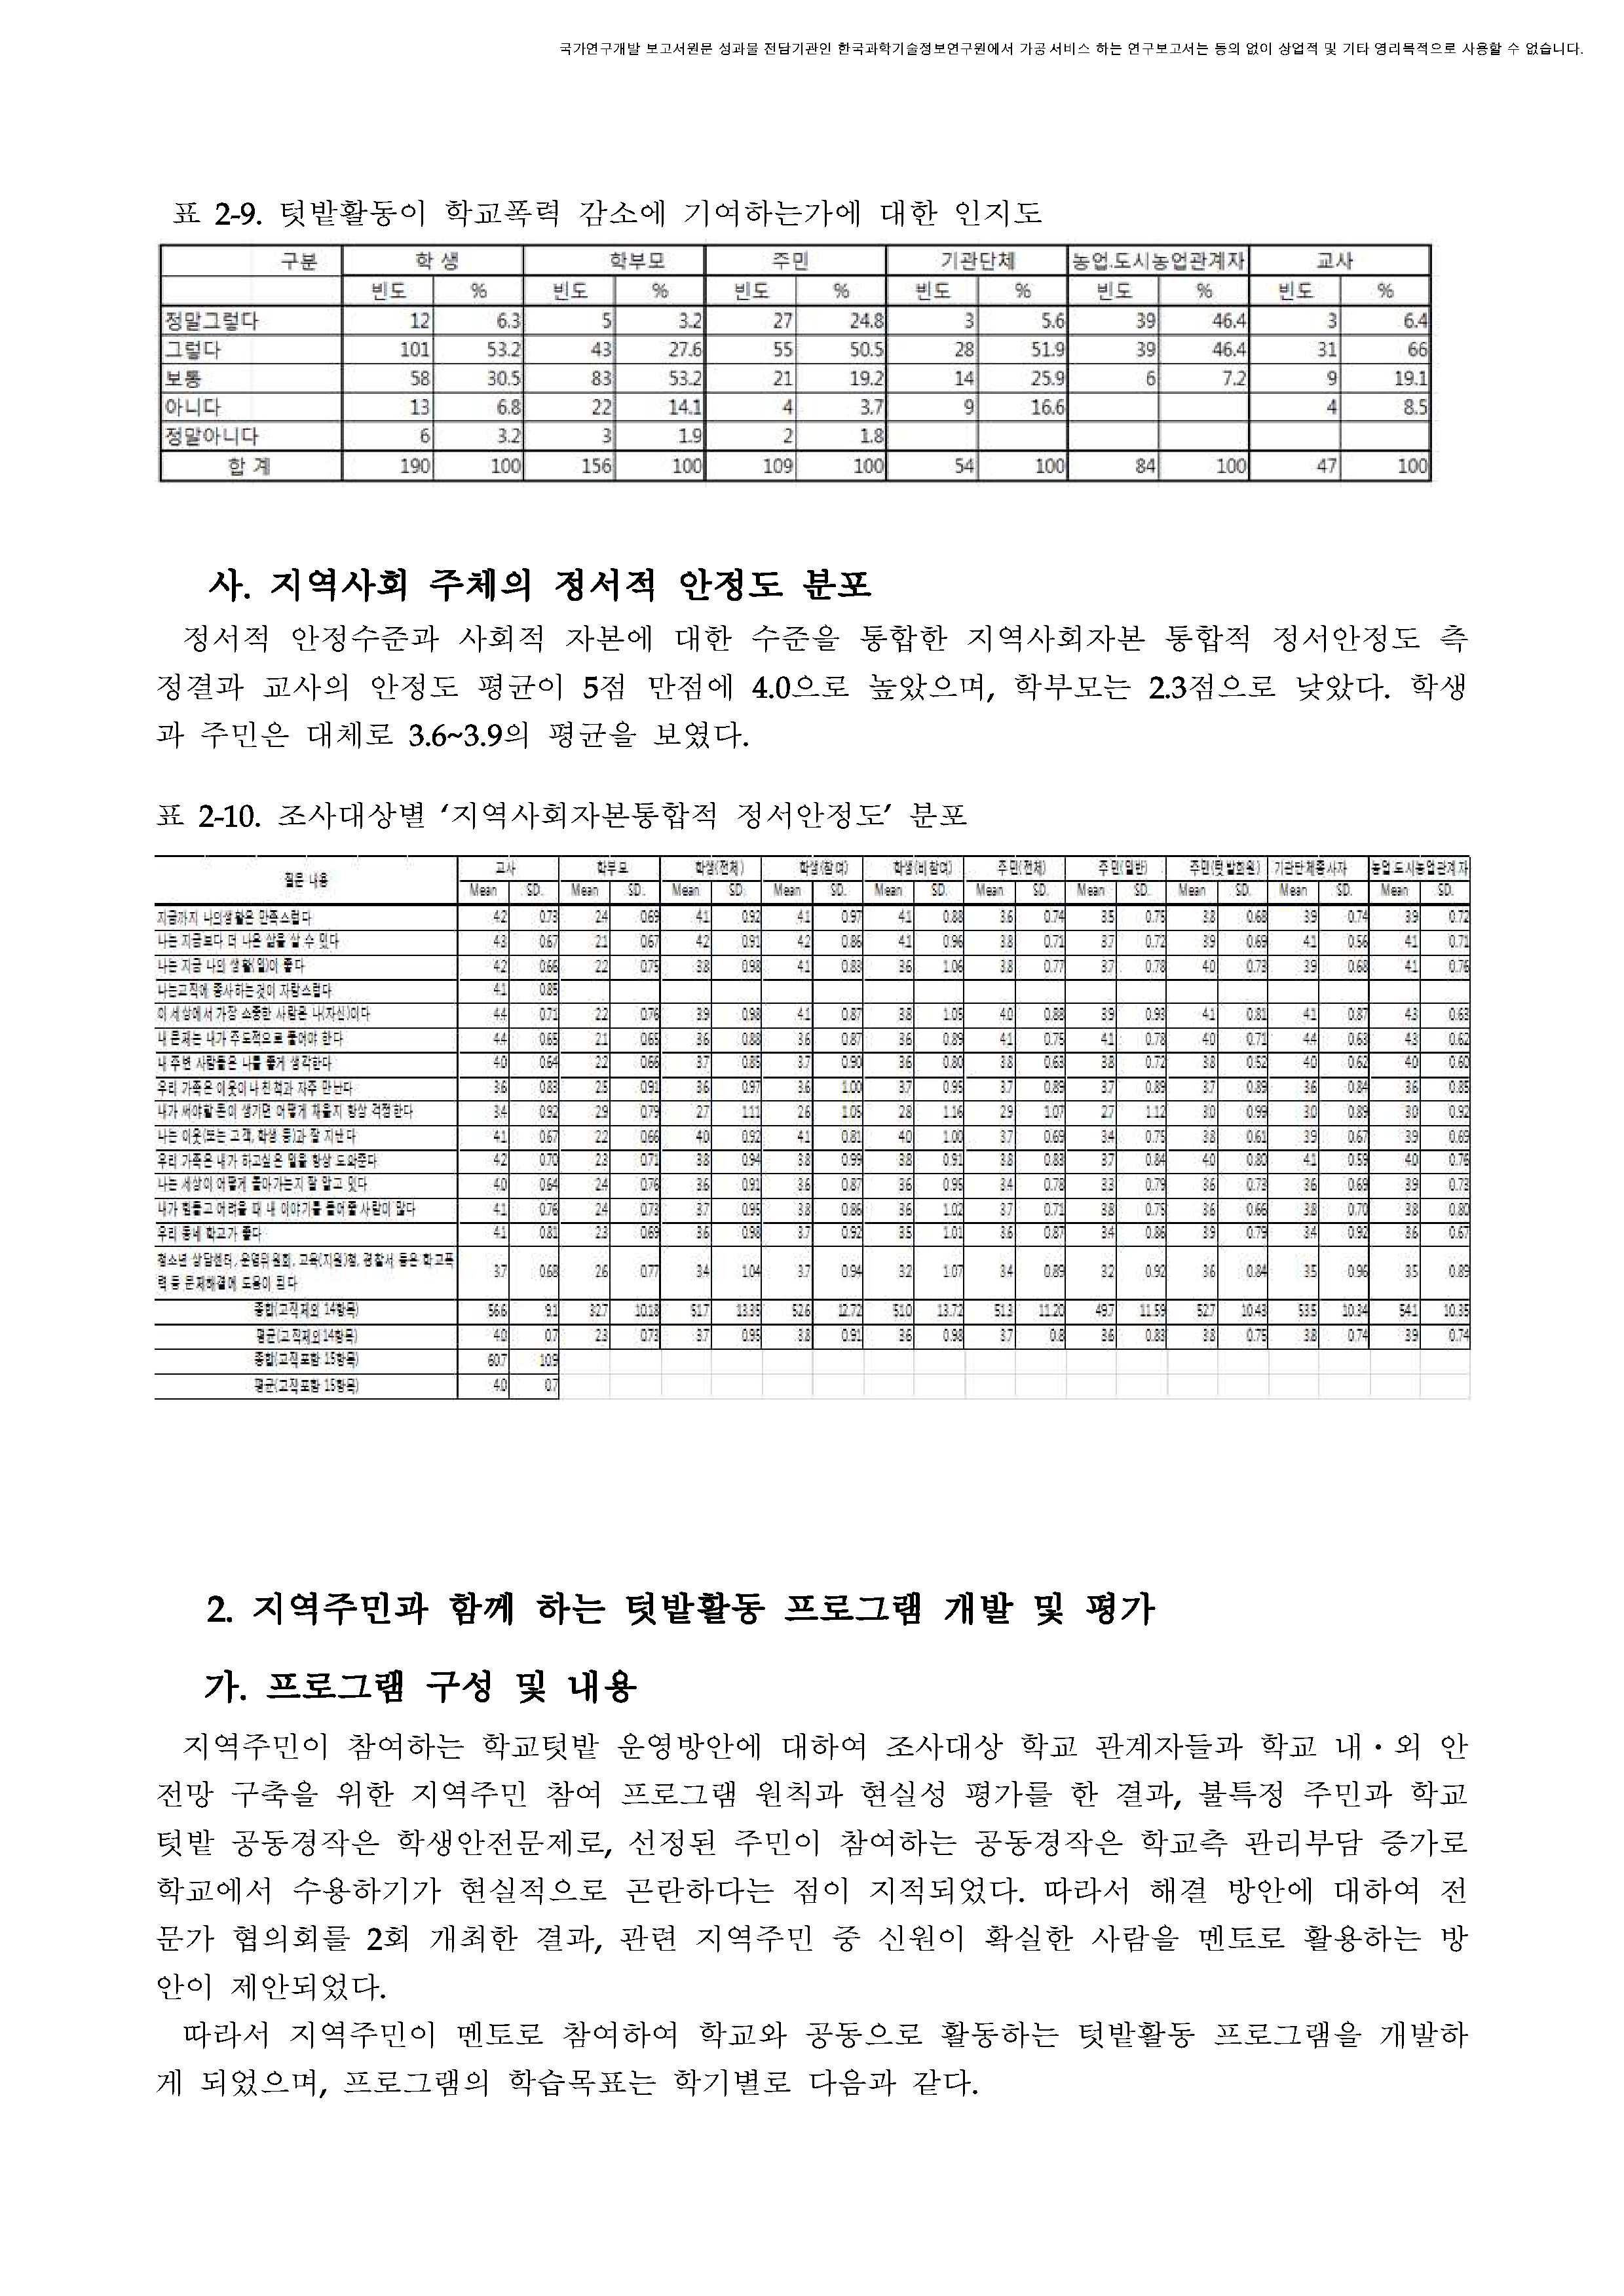 국가연구개발 보고서원문 성과물 전담기관인 한국과학기술정보연구원에서 가공·서비스 하는 연구보고서는 동의 없이 상업적 및 기타 영리목적으로 사용할 수 없습니다.
표 2-9. 텃밭활동이 학교폭력 감소에 기여하는가에 대한 인지도
구분 학 생 학부모 주민 기관단체 농업.도시농업관계자 교사
빈도 % 빈도 % 빈도 % 빈도 % 빈도 % 빈도 %
정말그렇다 12 6.3 5 3.2 27 24.8 3 5.6 39 46.4 3 6.4
그렇다 101 53.2 43 27.6 55 50.5 28 51.9 39 46.4 31 66
보통 58 30.5 83 53.2 21 19.2 14 25.9 6 7.2 9 19.1
아니다 13 6.8 22 14.1 4 3.7 9 16.6 4 8.5
정말아니다 6 3.2 3 1.9 2 1.8
합 계 190 100 156 100 109 100 54 100 84 100 47 100
사. 지역사회 주체의 정서적 안정도 분포
정서적 안정수준과 사회적 자본에 대한 수준을 통합한 지역사회자본 통합적 정서안정도 측
정결과 교사의 안정도 평균이 5점 만점에 4.0으로 높았으며, 학부모는 2.3점으로 낮았다. 학생
과 주민은 대체로 3.6~3.9의 평균을 보였다.
표 2-10. 조사대상별 ‘지역사회자본통합적 정서안정도’ 분포
질문 내용 교사 학부모 학생(전체) 학생(참여) 학생(비참여) 주민(전체) 주민(일반) 주민(텃밭회원) 기관단체종사자 농업도시농업관계자
Mean SD. Mean SD. Mean SD. Mean SD. Mean SD. Mean SD. Mean SD. Mean SD. Mean SD. Mean SD.
지금까지 나의생활은 만족스럽다 4.2 0.73 2.4 0.69 4.1 0.92 4.1 0.97 4.1 0.88 3.6 0.74 3.5 0.75 3.8 0.68 3.9 0.74 3.9 0.72
나는 지금보다 더 나은 삶을 살 수 있다 4.3 0.67 2.1 0.67 4.2 0.91 4.2 0.86 4.1 0.96 3.8 0.71 3.7 0.72 3.9 0.69 4.1 0.56 4.1 0.71
나는 지금 나의 생활(일)이 좋다 4.2 0.66 2.2 0.75 3.8 0.98 4.1 0.83 3.6 1.06 3.8 0.77 3.7 0.78 4.0 0.73 3.9 0.68 4.1 0.76
나는교직에 종사하는것이 자랑스럽다 4.1 0.85
이 세상에서 가장 소중한 사람은 나(자신)이다 4.4 0.71 2.2 0.76 3.9 0.98 4.1 0.87 3.8 1.05 4.0 0.88 3.9 0.93 4.1 0.81 4.1 0.87 4.3 0.63
내 문제는 내가 주도적으로 풀어야 한다 4.4 0.65 2.1 0.65 3.6 0.88 3.6 0.87 3.6 0.89 4.1 0.75 4.1 0.78 4.0 0.71 4.4 0.63 4.3 0.62
내 주변 사람들은 나를 좋게 생각한다 4.0 0.64 2.2 0.66 3.7 0.85 3.7 0.90 3.6 0.80 3.8 0.63 3.8 0.72 3.8 0.52 4.0 0.62 4.0 0.60
우리 가족은 이웃이나 친척과 자주 만난다 3.6 0.83 2.5 0.91 3.6 0.97 3.6 1.00 3.7 0.95 3.7 0.89 3.7 0.89 3.7 0.89 3.6 0.84 3.6 0.85
내가 써야할 돈이 생기면 어떻게 채울지 항상 걱정한다 3.4 0.92 2.9 0.79 2.7 1.11 2.6 1.05 2.8 1.16 2.9 1.07 2.7 1.12 3.0 0.99 3.0 0.89 3.0 0.92
나는 이웃(또는 고객, 학생 등)과 잘 지낸다 4.1 0.67 2.2 0.66 4.0 0.92 4.1 0.81 4.0 1.00 3.7 0.69 3.4 0.75 3.8 0.61 3.9 0.67 3.9 0.69
우리 가족은 내가 하고싶은 일을 항상 도와준다 4.2 0.70 2.3 0.71 3.8 0.94 3.8 0.99 3.8 0.91 3.8 0.83 3.7 0.84 4.0 0.80 4.1 0.59 4.0 0.76
나는 세상이 어떻게 돌아가는지 잘 알고 있다 4.0 0.64 2.4 0.76 3.6 0.91 3.6 0.87 3.6 0.95 3.4 0.78 3.3 0.79 3.6 0.73 3.6 0.69 3.9 0.73
내가 힘들고 어려울 때 내 이야기를 들어줄 사람이 많다 4.1 0.76 2.4 0.73 3.7 0.95 3.8 0.86 3.6 1.02 3.7 0.71 3.8 0.75 3.6 0.66 3.8 0.70 3.8 0.80
우리 동네 학교가 좋다 4.1 0.81 2.3 0.69 3.6 0.98 3.7 0.92 3.5 1.01 3.6 0.87 3.4 0.86 3.9 0.79 3.4 0.92 3.6 0.67
청소년 상담센터, 운영위원회, 교육(지원)청, 경찰서 등은 학교폭
력 등 문제해결에 도움이 된다 3.7 0.68 2.6 0.77 3.4 1.04 3.7 0.94 3.2 1.07 3.4 0.89 3.2 0.92 3.6 0.84 3.5 0.96 3.5 0.89
종합(교직제외 14항목) 56.6 9.1 32.7 10.18 51.7 13.35 52.6 12.72 51.0 13.72 51.3 11.20 49.7 11.59 52.7 10.43 53.5 10.34 54.1 10.35
평균(교직제외14항목) 4.0 0.7 2.3 0.73 3.7 0.95 3.8 0.91 3.6 0.98 3.7 0.8 3.6 0.83 3.8 0.75 3.8 0.74 3.9 0.74
종합(교직포함 15항목) 60.7 10.9
평균(교직포함 15항목) 4.0 0.7
2. 지역주민과 함께 하는 텃밭활동 프로그램 개발 및 평가
가. 프로그램 구성 및 내용
지역주민이 참여하는 학교텃밭 운영방안에 대하여 조사대상 학교 관계자들과 학교 내・외 안
전망 구축을 위한 지역주민 참여 프로그램 원칙과 현실성 평가를 한 결과, 불특정 주민과 학교
텃밭 공동경작은 학생안전문제로, 선정된 주민이 참여하는 공동경작은 학교측 관리부담 증가로
학교에서 수용하기가 현실적으로 곤란하다는 점이 지적되었다. 따라서 해결 방안에 대하여 전
문가 협의회를 2회 개최한 결과, 관련 지역주민 중 신원이 확실한 사람을 멘토로 활용하는 방
안이 제안되었다.
따라서 지역주민이 멘토로 참여하여 학교와 공동으로 활동하는 텃밭활동 프로그램을 개발하
게 되었으며, 프로그램의 학습목표는 학기별로 다음과 같다.